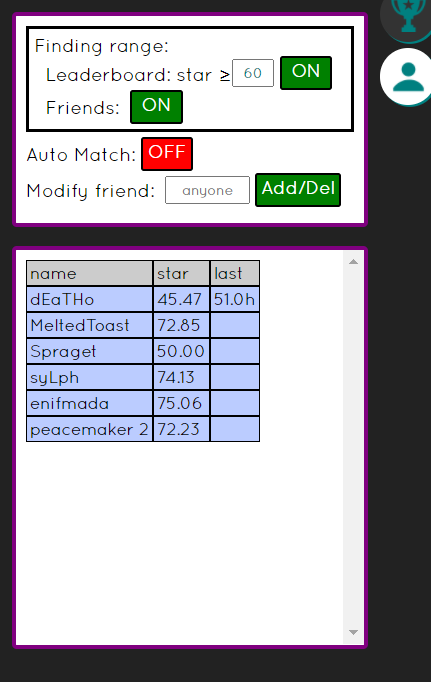 Finding range:
Leaderboard: star ≥ 60 ON
Friends: ON
Auto Match: OFF
Modify friend: anyone Add/Del
name star last
dEaTHo 45.47 51.0h
MeltedToast 72.85
Spraget 50.00
syLph 74.13
enifmada 75.06
peacemaker 2 72.23